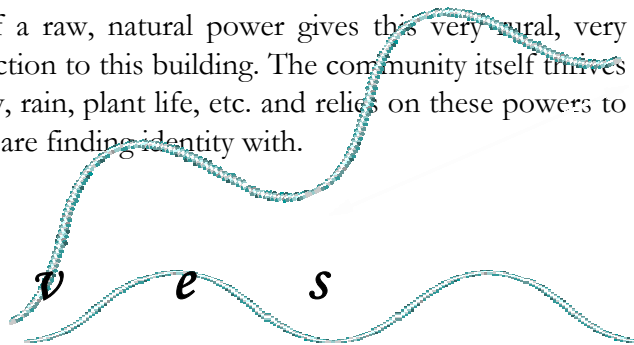 f a raw, natural power gives this very rural, very
ction to this building. The community itself thrives
, rain, plant life, etc. and relies on these powers to
are finding identity with.
v e s